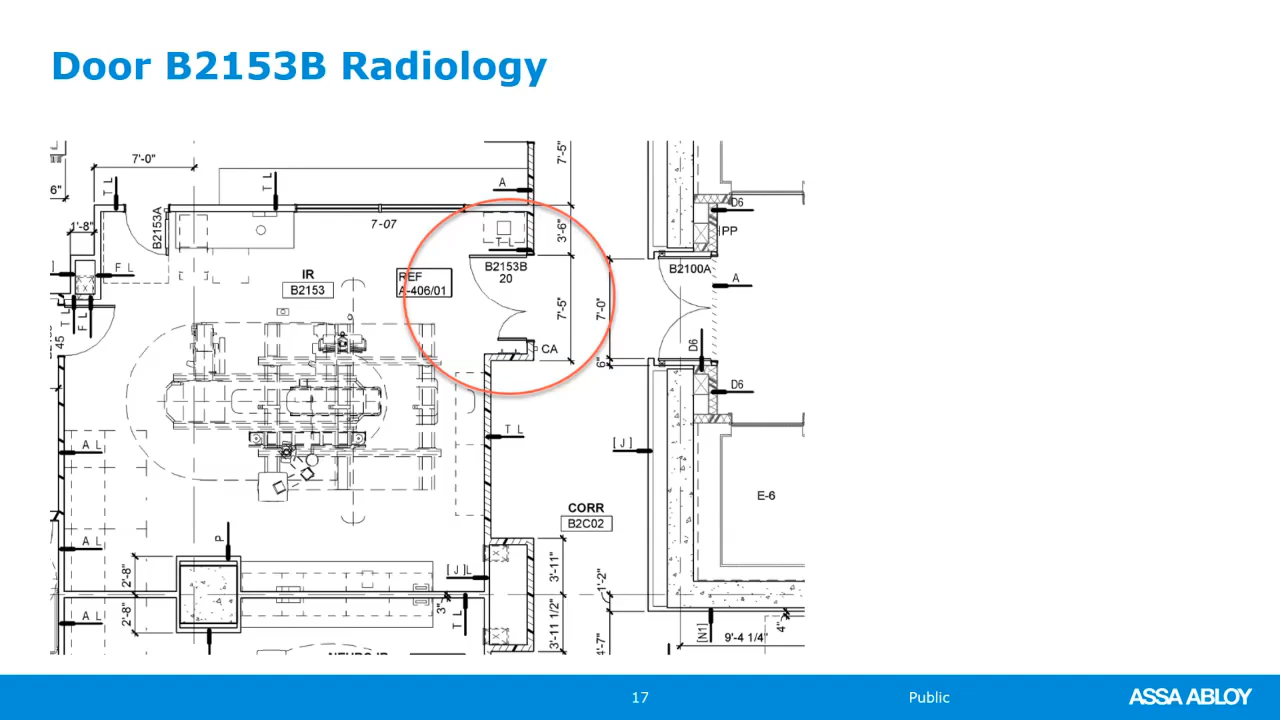 Door B2153B Radiology
7'-0"
T L
T L
A
7'-5"
6"
1'-8"
B2153A
7-07
T L
3'-6"
D6
PP
F L
IR
B2153
REF
A-406/01
B2153B
20
7'-5"
7'-0"
B2100A
A
T L
F L
45
CA
6"
D6
D6
A L
T L
[ J ]
E-6
CORR
B2C02
A L
P
2'-8"
[ J ] L
3'-11"
1'-2"
A L
2'-8"
3"
T L
3'-11 1/2"
4'-7"
[N1]
9'-4 1/4"
4"
17
Public
ASSA ABLOY